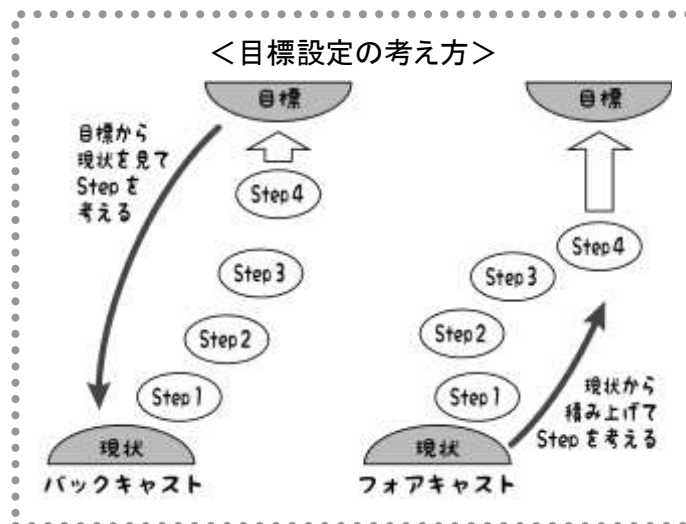 ＜目標設定の考え方＞
目標
目標から
現状を見て
Stepを
考える
Step4
Step3
Step2
Step1
現状
バックキャスト
目標
Step4
Step3
Step2
Step1
現状から
積み上げて
Stepを考える
現状
フォアキャスト